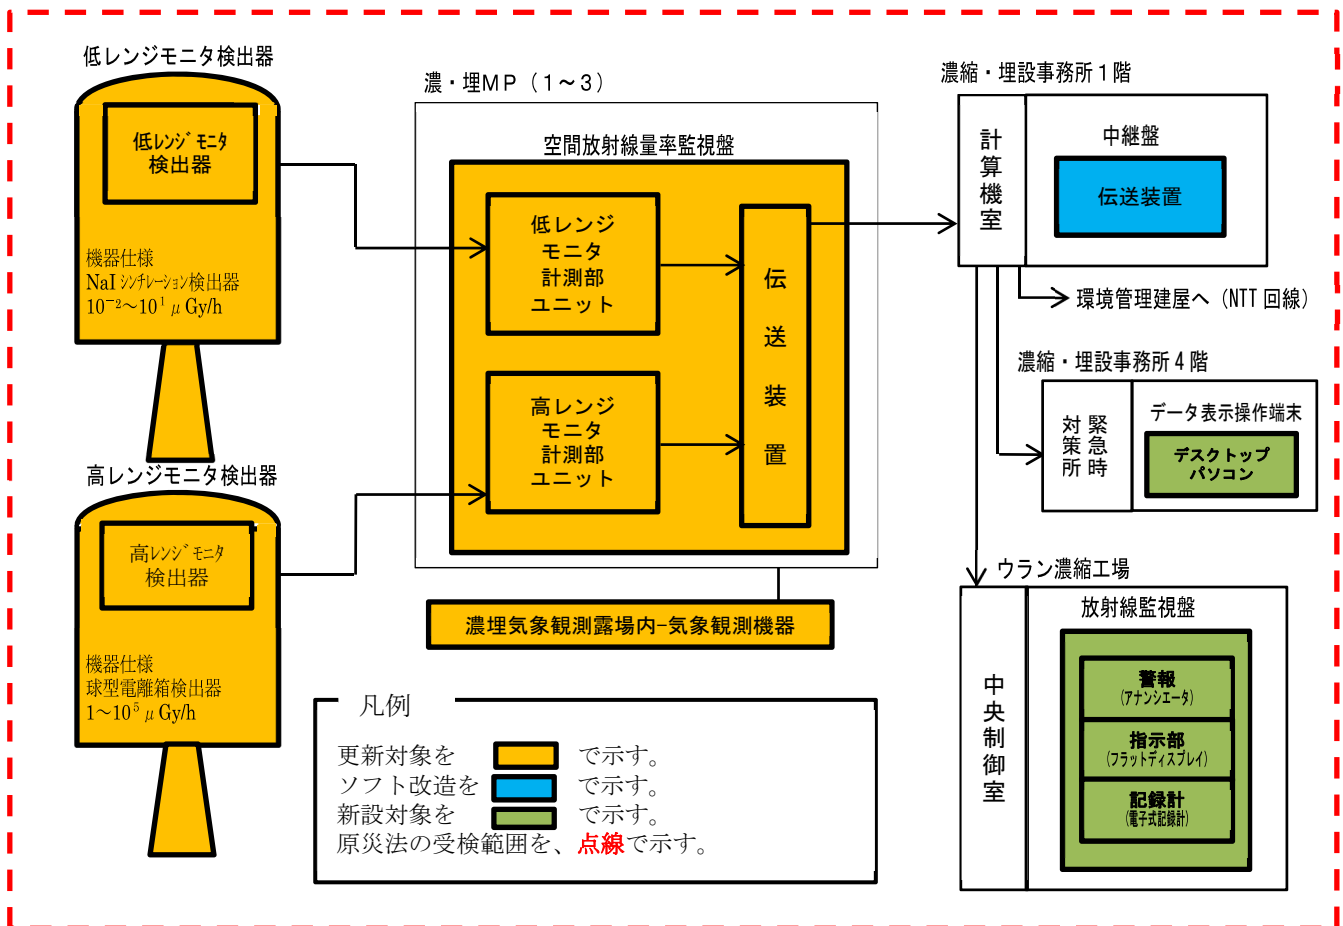 低レンジモニタ検出器
低レンジモニタ
検出器
機器仕様
NaI シンチレーション検出器
10⁻²～10¹ μ Gy/h
高レンジモニタ検出器
高レンジモニタ
検出器
機器仕様
球型電離箱検出器
1～10⁵ μ Gy/h
濃・埋ＭＰ（１～３）
空間放射線量率監視盤
低レンジ
モニタ
計測部
ユニット
高レンジ
モニタ
計測部
ユニット
伝送装置
濃埋気象観測露場内-気象観測機器
凡例
更新対象を で示す。
ソフト改造を で示す。
新設対象を で示す。
原災法の受検範囲を、点線で示す。
濃縮・埋設事務所１階
計算機室
中継盤
伝送装置
環境管理建屋へ（NTT 回線）
濃縮・埋設事務所４階
緊急時
対策所
データ表示操作端末
デスクトップ
パソコン
ウラン濃縮工場
中央制御室
放射線監視盤
警報
(アナンシエータ)
指示部
(フラットディスプレイ)
記録計
(電子式記録計)